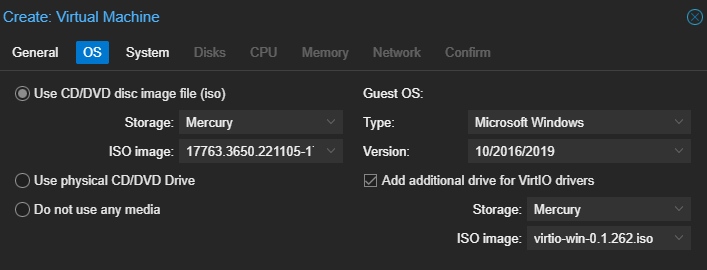 Create: Virtual Machine
General OS System Disks CPU Memory Network Confirm
Use CD/DVD disc image file (iso)
Storage: Mercury
ISO image: 17763.3650.221105-1
Use physical CD/DVD Drive
Do not use any media
Guest OS:
Type: Microsoft Windows
Version: 10/2016/2019
Add additional drive for VirtIO drivers
Storage: Mercury
ISO image: virtio-win-0.1.262.iso